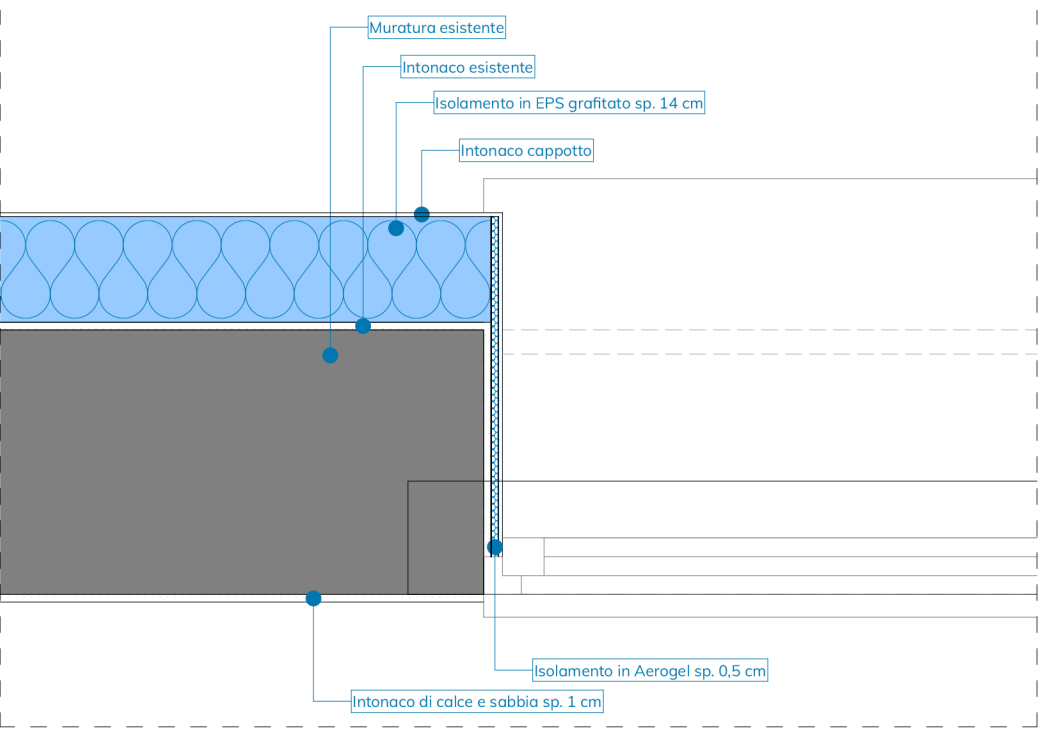 Muratura esistente
Intonaco esistente
Isolamento in EPS grafitato sp. 14 cm
Intonaco cappotto
Isolamento in Aerogel sp. 0,5 cm
Intonaco di calce e sabbia sp. 1 cm